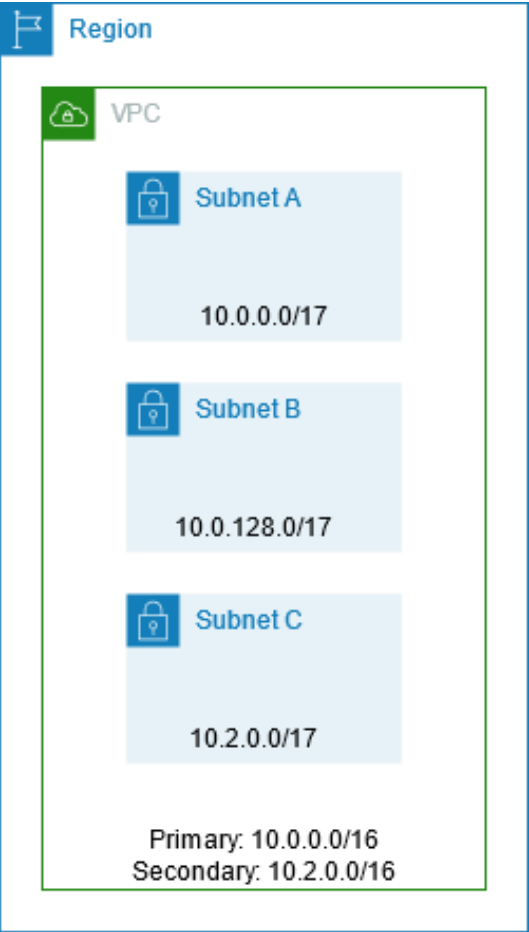 Region
VPC
Subnet A
10.0.0.0/17
Subnet B
10.0.128.0/17
Subnet C
10.2.0.0/17
Primary: 10.0.0.0/16
Secondary: 10.2.0.0/16